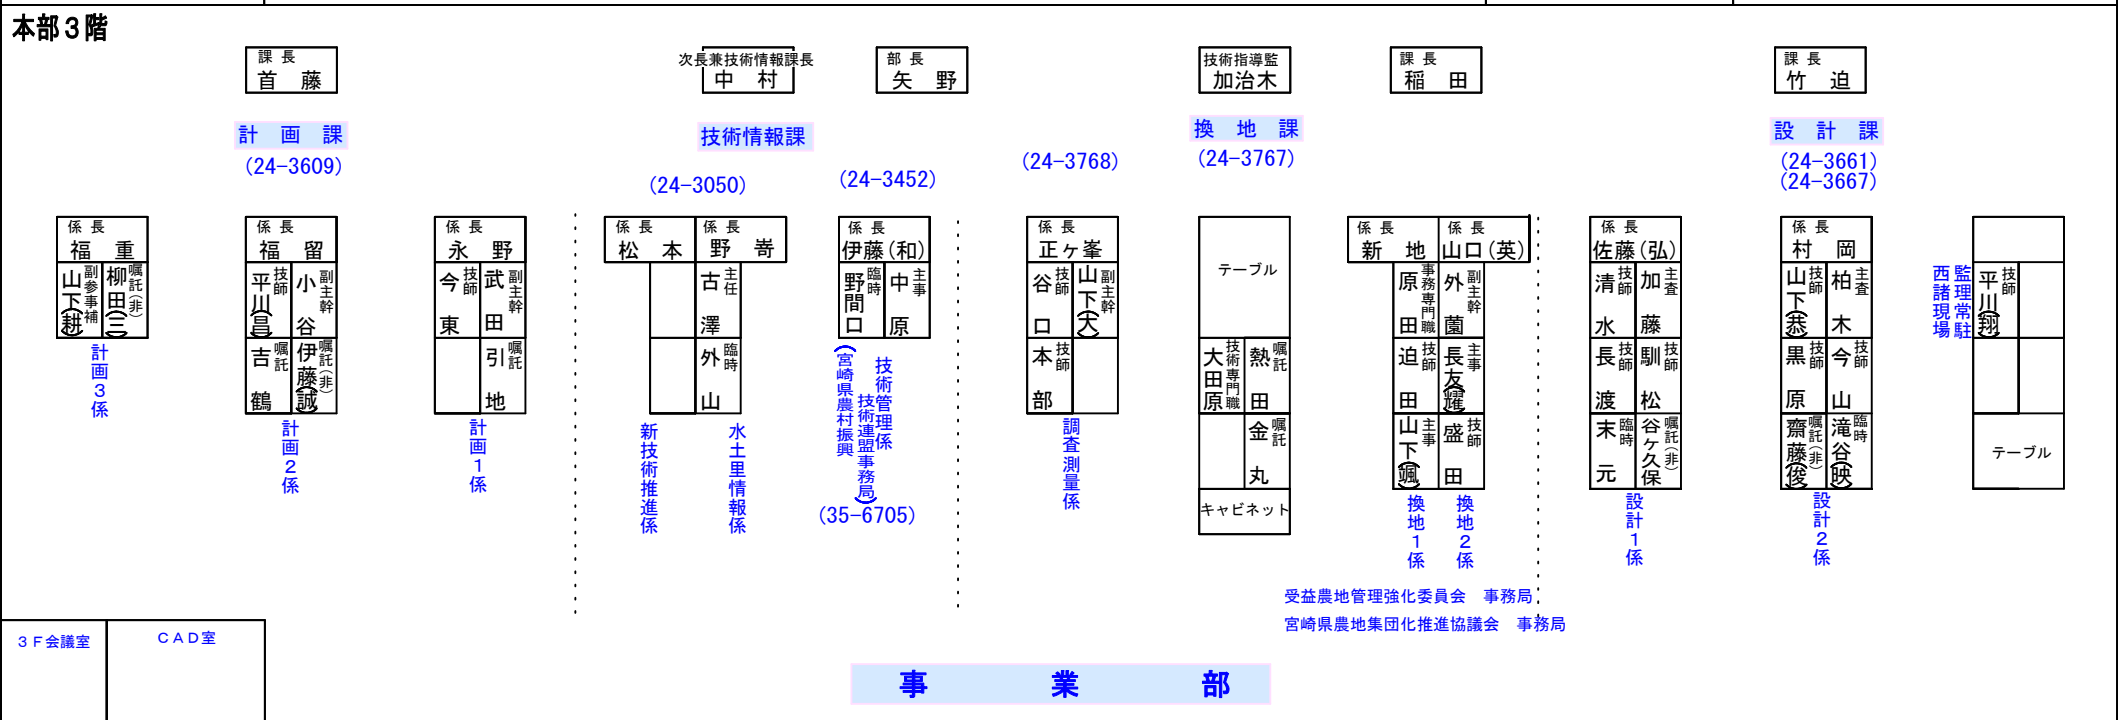 本部３階
課 長
首　藤
次長兼技術情報課長
中　村
部 長
矢　野
技術指導監
加治木
課 長
稲　田
課 長
竹　迫
計　画　課
(24-3609)
技術情報課
(24-3050)
(24-3452)
(24-3768)
換　地　課
(24-3767)
設　計　課
(24-3661)
(24-3667)
係 長
福　重
副参事補
山下(耕)
嘱託(非)
柳田(三)
計画３係
係 長
福　留
技師
平川(昌)
副主幹
小　谷
嘱託
吉　鶴
嘱託(非)
伊藤(誠)
計画２係
係 長
永　野
技師
今　東
副主幹
武　田
嘱託
引　地
計画１係
係 長
松　本
係 長
野　嵜
主任
古　澤
臨時
外　山
新技術推進係
水土里情報係
係 長
伊藤(和)
臨時
野間口
主事
中　原
技術管理係
(宮崎県農村振興
技術連盟事務局)
(35-6705)
係 長
正ヶ峯
技師
谷　口
副主幹
山下(大)
技師
本　部
調査測量係
テーブル
技術専門職
大田原
嘱託
熱　田
嘱託
金　丸
キャビネット
係 長
新　地
係 長
山口(英)
事務専門職
原　田
副主幹
外　薗
技師
迫　田
主事
長友(耀)
主事
山下(颯)
技師
盛　田
換地１係
換地２係
受益農地管理強化委員会　事務局
宮崎県農地集団化推進協議会　事務局
係 長
佐藤(弘)
技師
清　水
主査
加　藤
技師
長　渡
技師
馴　松
臨時
末　元
嘱託(非)
谷ケ久保
設計１係
係 長
村　岡
技師
山下(恭)
主査
柏　木
技師
黒　原
技師
今　山
嘱託(非)
齋藤(俊)
臨時
滝谷(映)
設計２係
監理常駐
西諸現場
技師
平川(翔)
テーブル
３Ｆ会議室
ＣＡＤ室
事　業　部